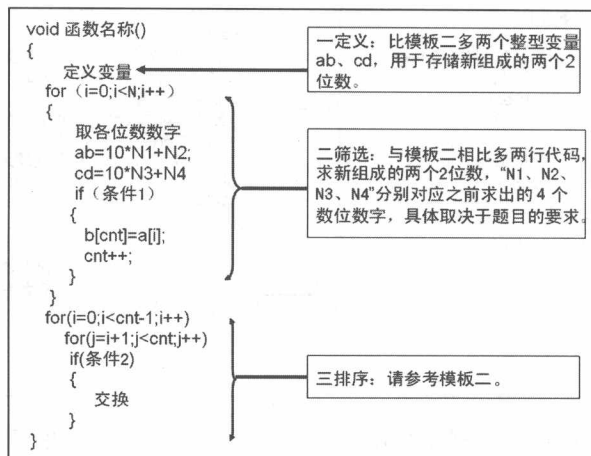 void 函数名称()
{
定义变量
for（i=0;i<N;i++）
{
取各位数数字
ab=10*N1+N2;
cd=10*N3+N4
if（条件1）
{
b[cnt]=a[i];
cnt++;
}
}
for(i=0;i<cnt-1;i++)
for(j=i+1;j<cnt;j++)
if(条件2)
{
交换
}
}
一定义：比模板二多两个整型变量
ab、cd，用于存储新组成的两个2
位数。
二筛选：与模板二相比多两行代码，
求新组成的两个2位数，“N1、N2、
N3、N4”分别对应之前求出的 4 个
数位数字，具体取决于题目的要求。
三排序：请参考模板二。